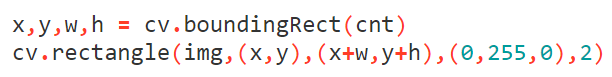 x,y,w,h = cv.boundingRect(cnt)
cv.rectangle(img,(x,y),(x+w,y+h),(0,255,0),2)